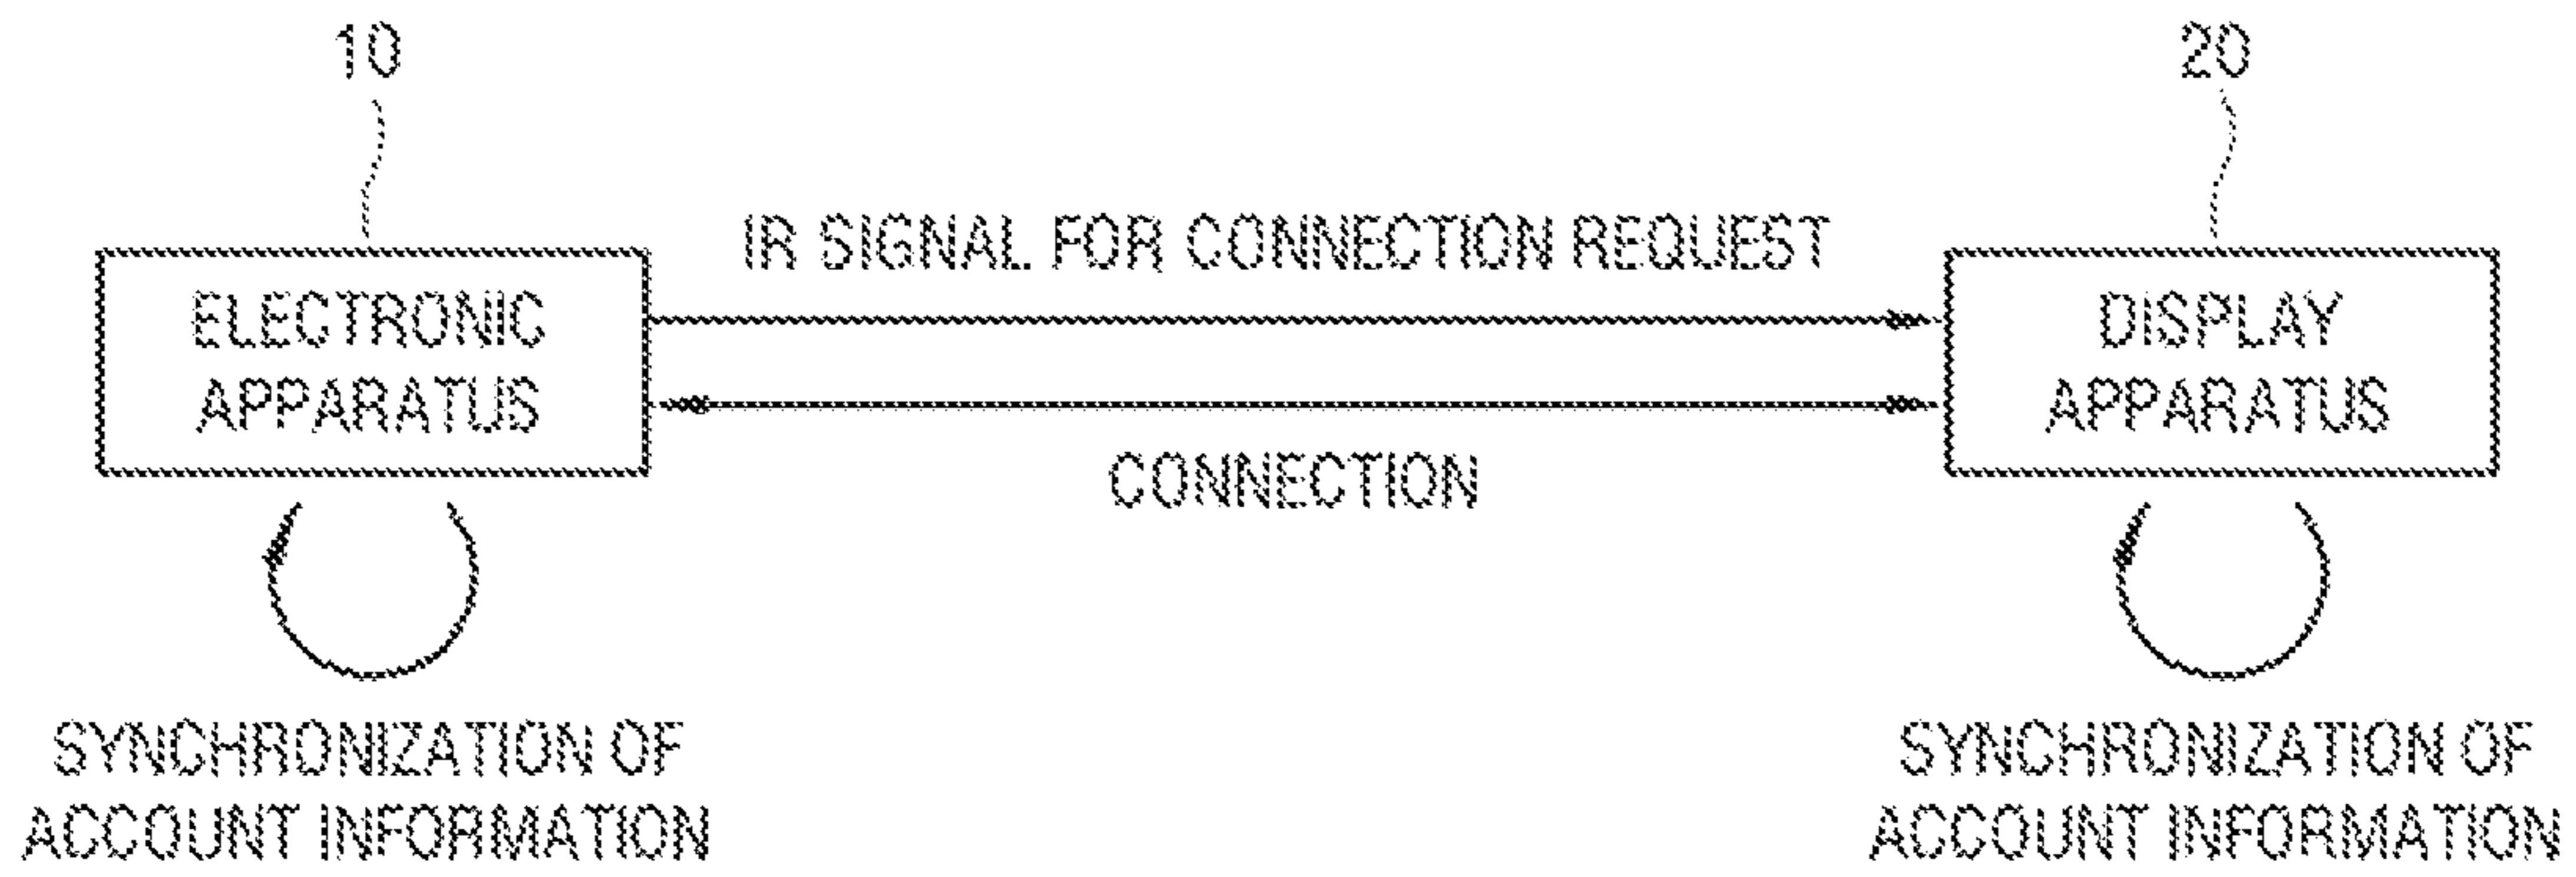 10
20
IR SIGNAL FOR CONNECTION REQUEST
ELECTRONIC
APPARATUS
DISPLAY
APPARATUS
CONNECTION
SYNCHRONIZATION OF
ACCOUNT INFORMATION
SYNCHRONIZATION OF
ACCOUNT INFORMATION